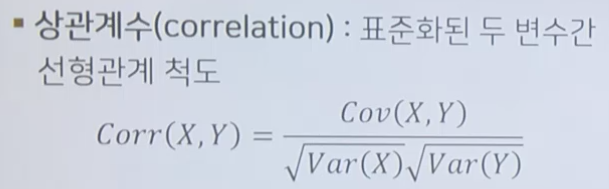 ▪ 상관계수(correlation) : 표준화된 두 변수간
선형관계 척도
Corr(X,Y) = Cov(X,Y) / √Var(X)√Var(Y)